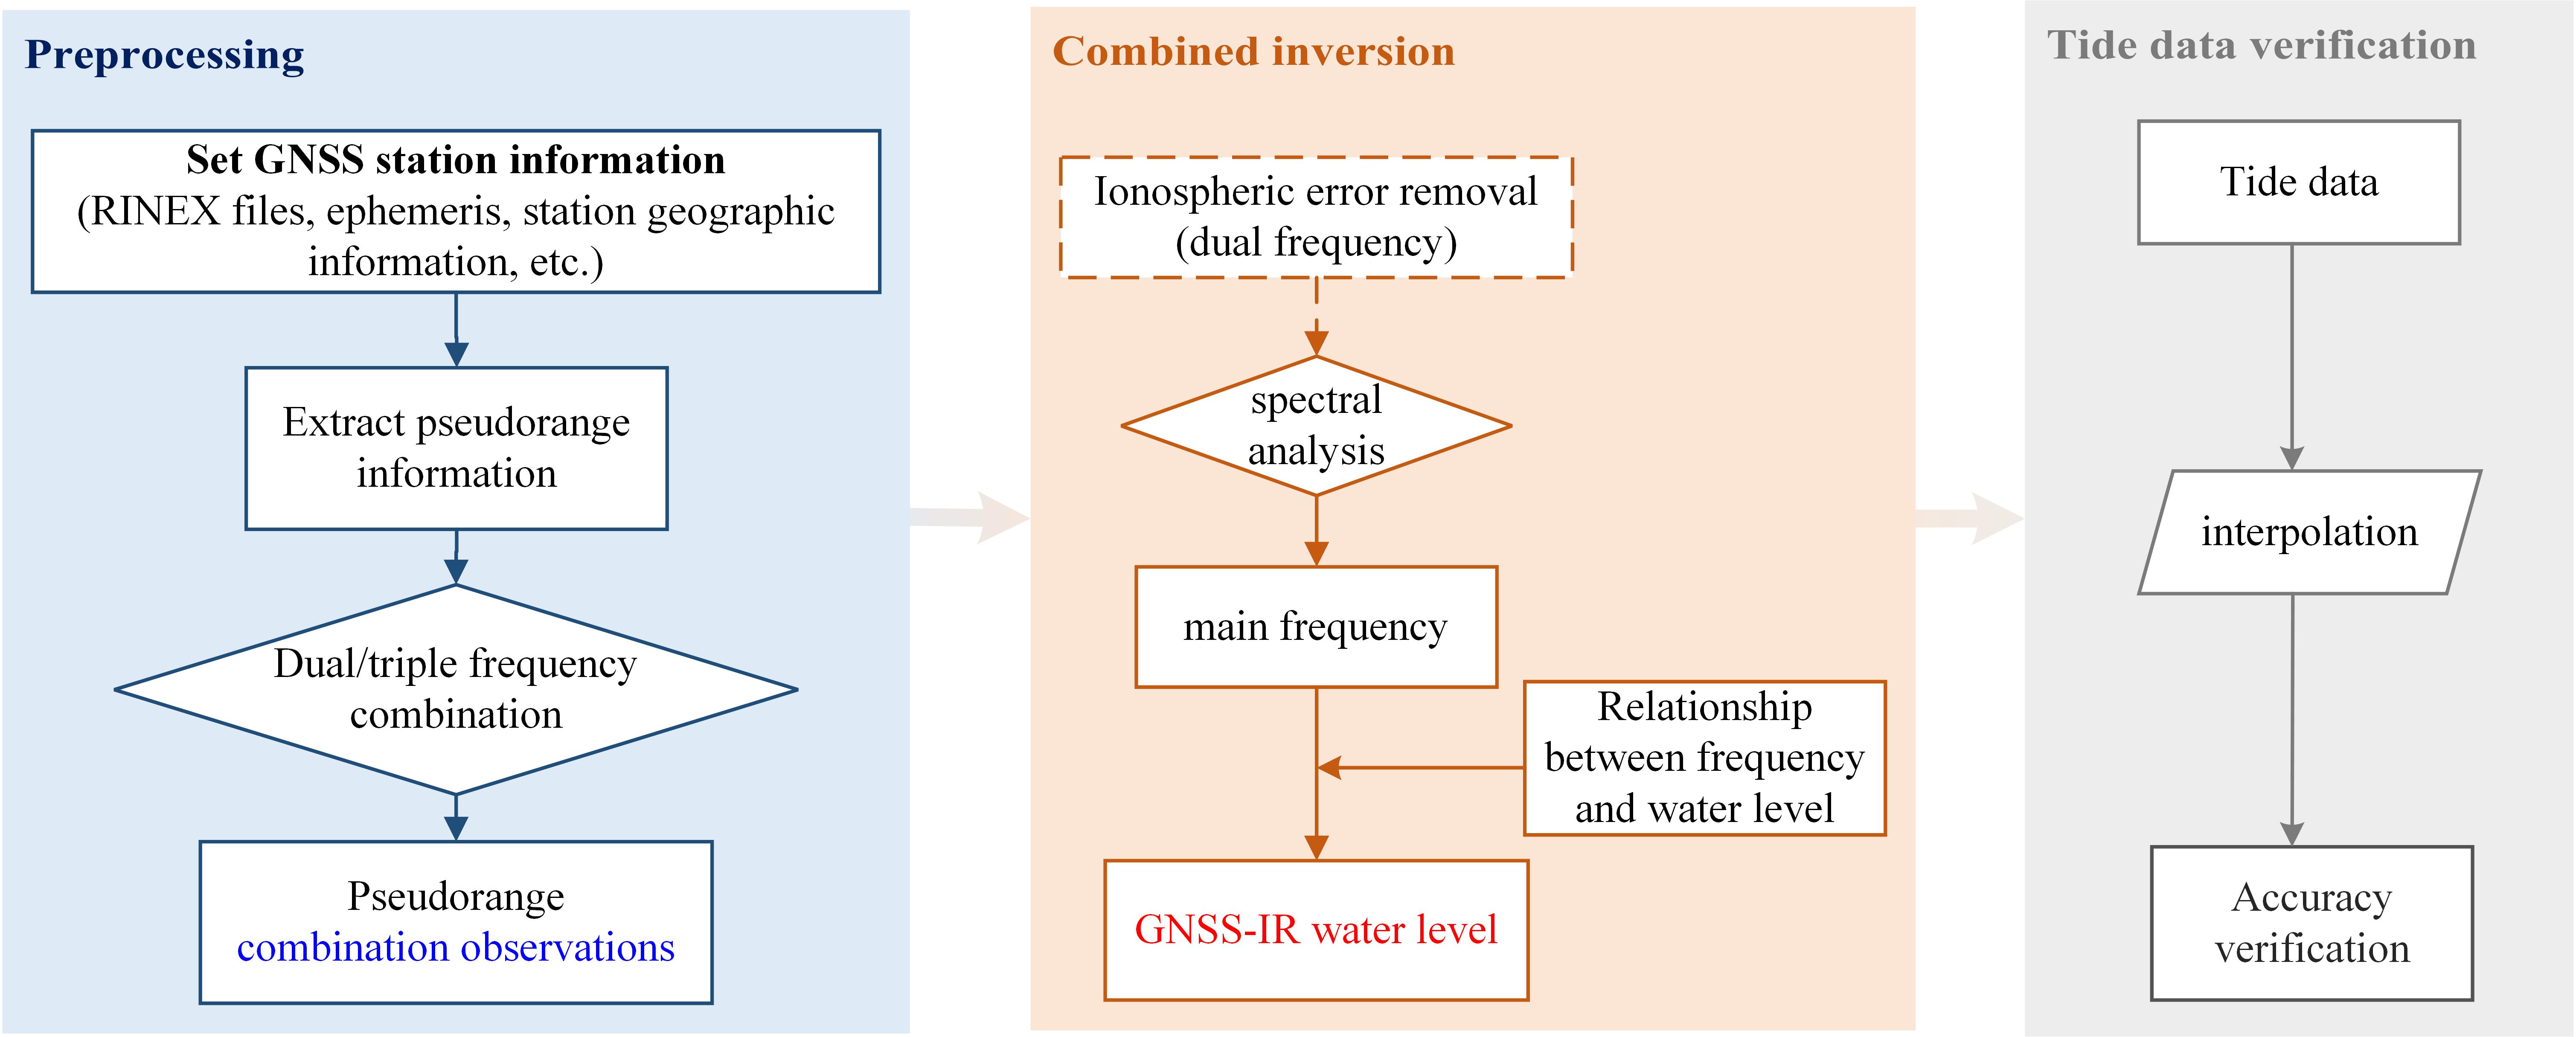 Preprocessing
Set GNSS station information
(RINEX files, ephemeris, station geographic
information, etc.)
Extract pseudorange
information
Dual/triple frequency
combination
Pseudorange
combination observations
Combined inversion
Ionospheric error removal
(dual frequency)
spectral
analysis
main frequency
Relationship
between frequency
and water level
GNSS-IR water level
Tide data verification
Tide data
interpolation
Accuracy
verification